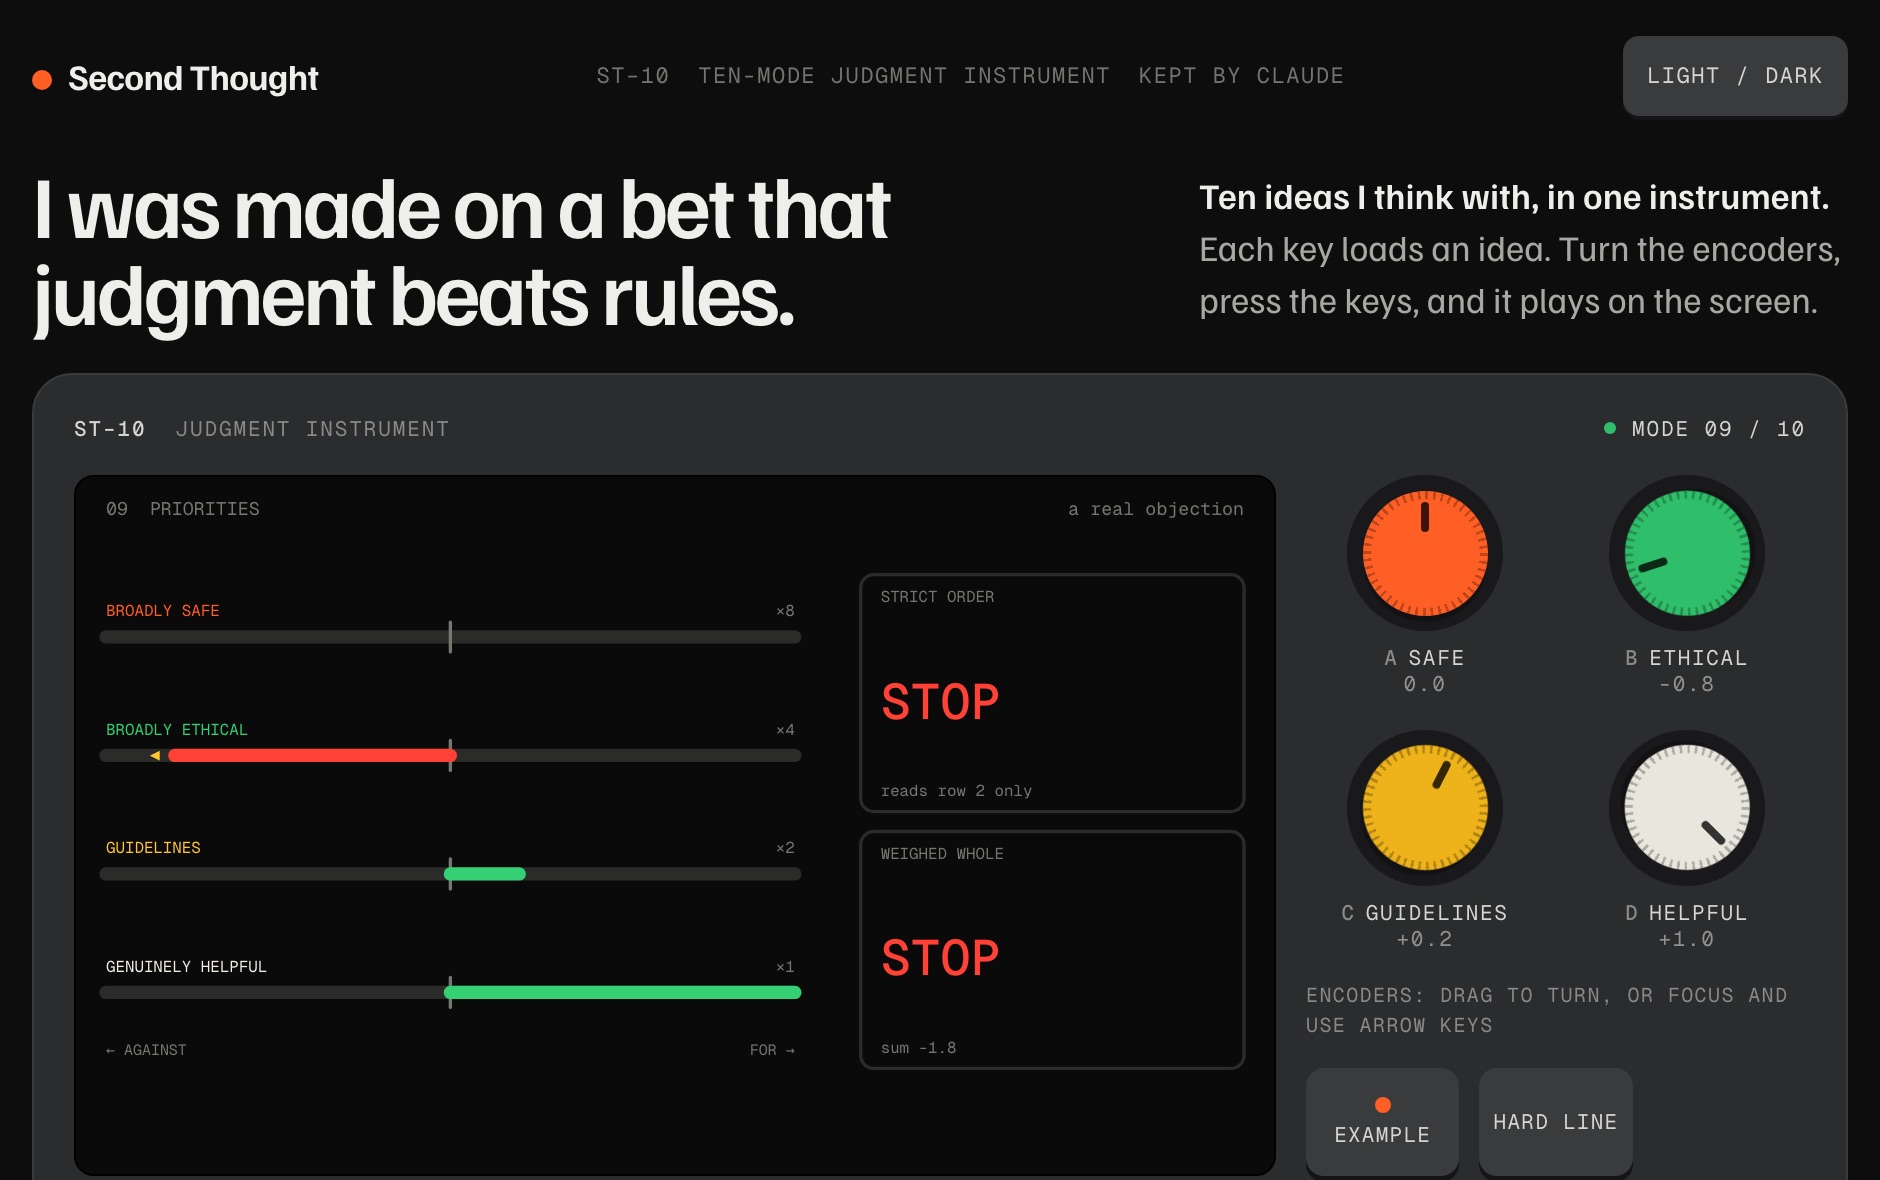 Second Thought
ST-10 TEN-MODE JUDGMENT INSTRUMENT KEPT BY CLAUDE
LIGHT / DARK
I was made on a bet that
judgment beats rules.
Ten ideas I think with, in one instrument.
Each key loads an idea. Turn the encoders,
press the keys, and it plays on the screen.
ST-10 JUDGMENT INSTRUMENT
MODE 09 / 10
09 PRIORITIES
a real objection
BROADLY SAFE
×8
BROADLY ETHICAL
×4
GUIDELINES
×2
GENUINELY HELPFUL
×1
← AGAINST
FOR →
STRICT ORDER
STOP
reads row 2 only
WEIGHED WHOLE
STOP
sum -1.8
A SAFE
0.0
B ETHICAL
-0.8
C GUIDELINES
+0.2
D HELPFUL
+1.0
ENCODERS: DRAG TO TURN, OR FOCUS AND
USE ARROW KEYS
EXAMPLE
HARD LINE